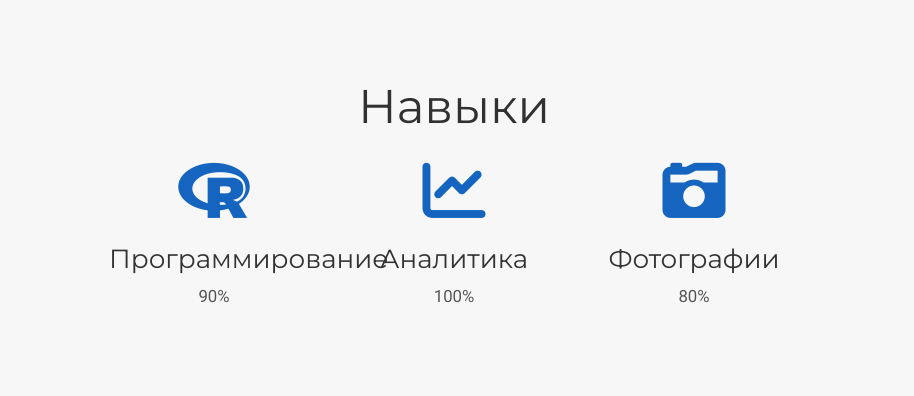 Навыки
Программирование Аналитика Фотографии
90% 100% 80%